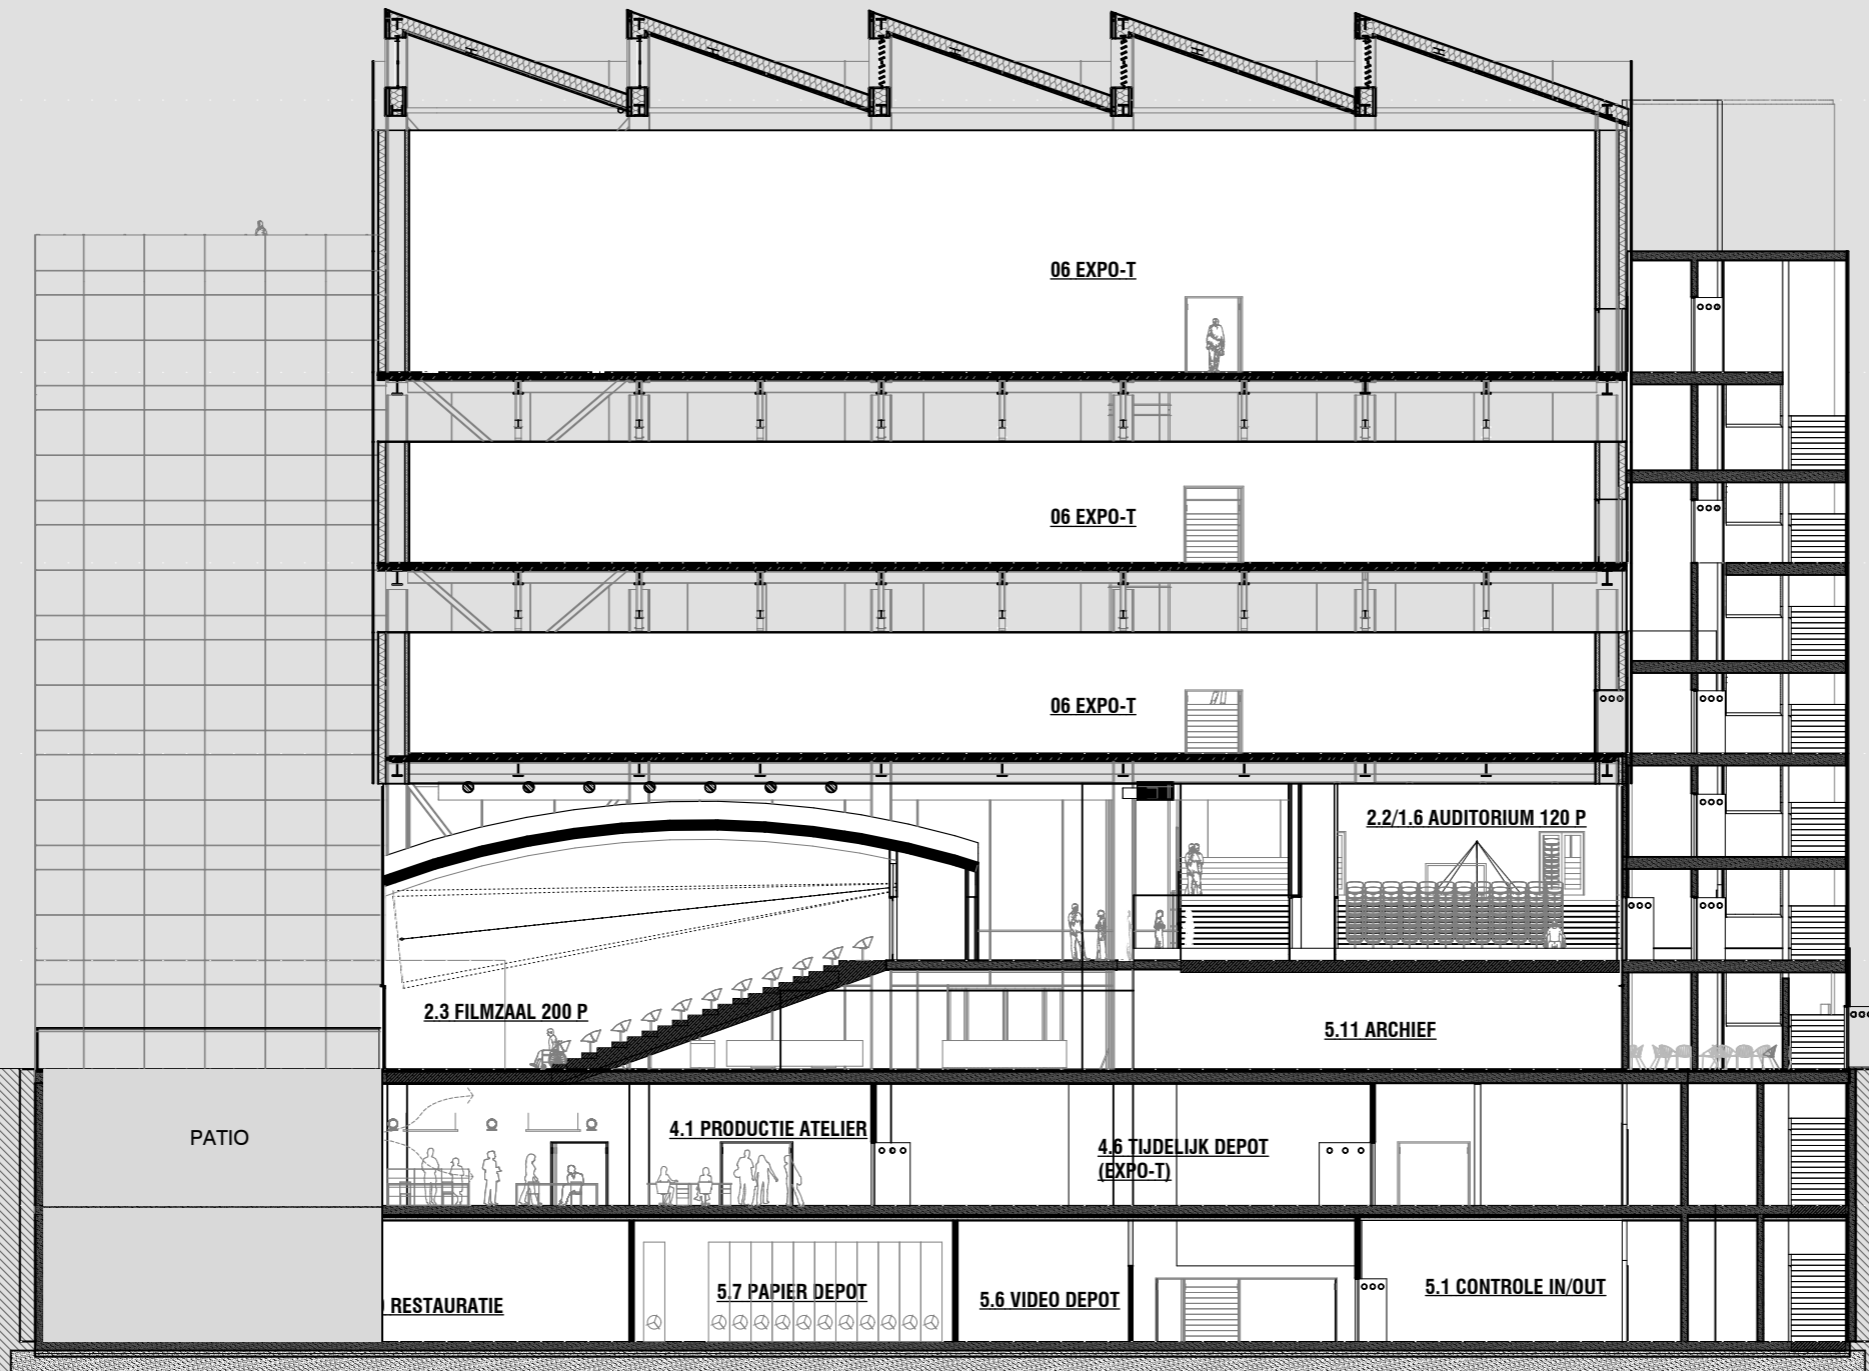 06 EXPO-T
06 EXPO-T
06 EXPO-T
2.2/1.6 AUDITORIUM 120 P
2.3 FILMZAAL 200 P
5.11 ARCHIEF
PATIO
4.1 PRODUCTIE ATELIER
4.6 TIJDELIJK DEPOT
(EXPO-T)
RESTAURATIE
5.7 PAPIER DEPOT
5.6 VIDEO DEPOT
5.1 CONTROLE IN/OUT